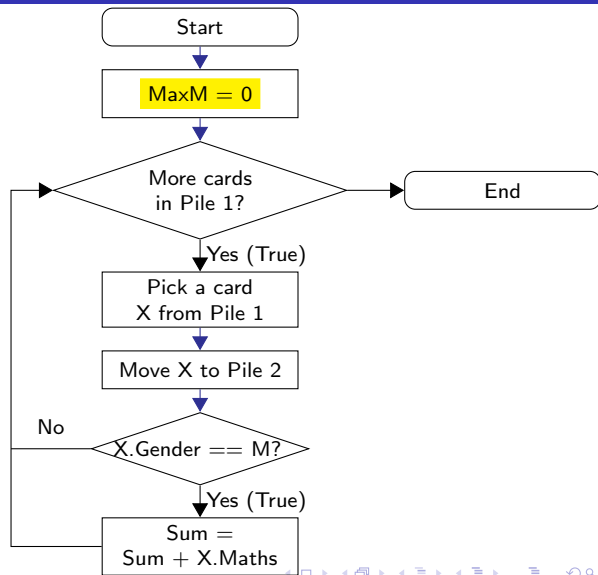 Start
MaxM = 0
More cards
in Pile 1?
End
Yes (True)
Pick a card
X from Pile 1
Move X to Pile 2
No
X.Gender == M?
Yes (True)
Sum =
Sum + X.Maths